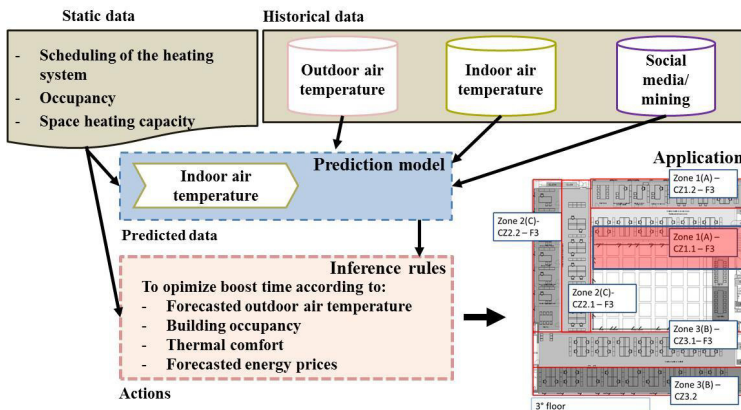 Static data
- Scheduling of the heating
system
- Occupancy
- Space heating capacity
Historical data
Outdoor air
temperature
Indoor air
temperature
Social
media/
mining
Prediction model
Indoor air
temperature
Predicted data
Inference rules
To opimize boost time according to:
- Forecasted outdoor air temperature
- Building occupancy
- Thermal comfort
- Forecasted energy prices
Actions
Application
Zone 1(A) –
CZ1.2 – F3
Zone 2(C)-
CZ2.2 – F3
Zone 1(A) –
CZ1.1 – F3
Zone 2(C)-
CZ2.1 – F3
Zone 3(B) –
CZ3.1 – F3
Zone 3(B) –
CZ3.2
3° floor